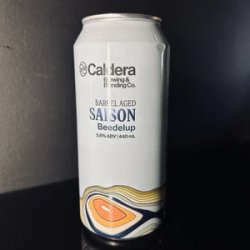 Caldera
Brewing &
Blending Co.
BARREL AGED
SAISON
Beedelup
5.8% ABV | 440 mL